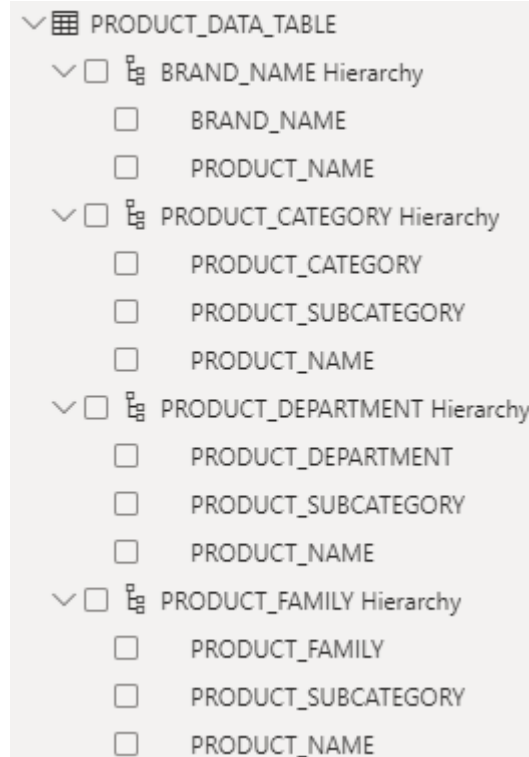 PRODUCT_DATA_TABLE
BRAND_NAME Hierarchy
BRAND_NAME
PRODUCT_NAME
PRODUCT_CATEGORY Hierarchy
PRODUCT_CATEGORY
PRODUCT_SUBCATEGORY
PRODUCT_NAME
PRODUCT_DEPARTMENT Hierarchy
PRODUCT_DEPARTMENT
PRODUCT_SUBCATEGORY
PRODUCT_NAME
PRODUCT_FAMILY Hierarchy
PRODUCT_FAMILY
PRODUCT_SUBCATEGORY
PRODUCT_NAME